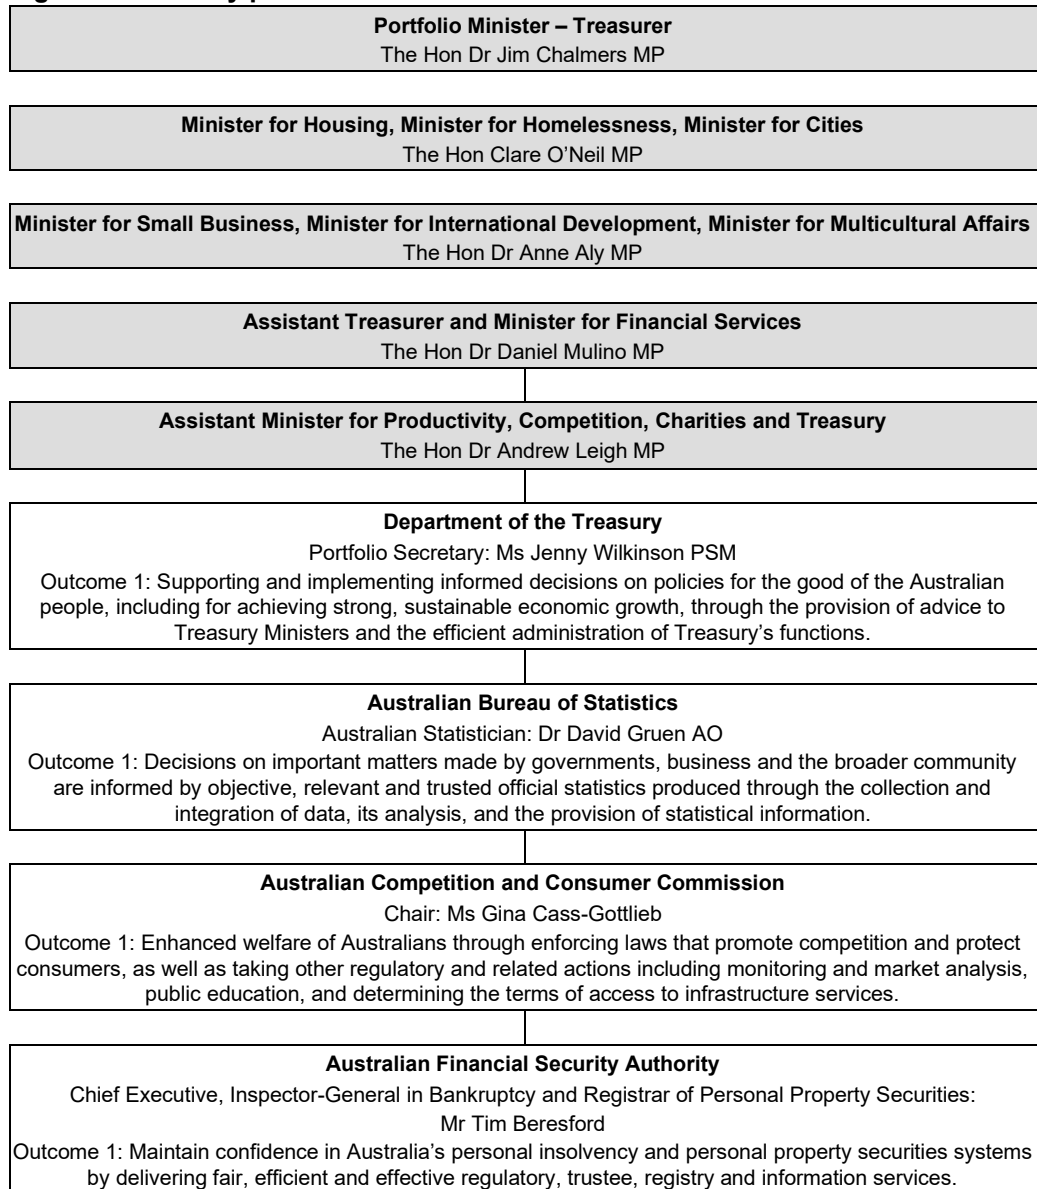 Portfolio Minister – Treasurer
The Hon Dr Jim Chalmers MP
Minister for Housing, Minister for Homelessness, Minister for Cities
The Hon Clare O’Neil MP
Minister for Small Business, Minister for International Development, Minister for Multicultural Affairs
The Hon Dr Anne Aly MP
Assistant Treasurer and Minister for Financial Services
The Hon Dr Daniel Mulino MP
Assistant Minister for Productivity, Competition, Charities and Treasury
The Hon Dr Andrew Leigh MP
Department of the Treasury
Portfolio Secretary: Ms Jenny Wilkinson PSM
Outcome 1: Supporting and implementing informed decisions on policies for the good of the Australian
people, including for achieving strong, sustainable economic growth, through the provision of advice to
Treasury Ministers and the efficient administration of Treasury’s functions.
Australian Bureau of Statistics
Australian Statistician: Dr David Gruen AO
Outcome 1: Decisions on important matters made by governments, business and the broader community
are informed by objective, relevant and trusted official statistics produced through the collection and
integration of data, its analysis, and the provision of statistical information.
Australian Competition and Consumer Commission
Chair: Ms Gina Cass-Gottlieb
Outcome 1: Enhanced welfare of Australians through enforcing laws that promote competition and protect
consumers, as well as taking other regulatory and related actions including monitoring and market analysis,
public education, and determining the terms of access to infrastructure services.
Australian Financial Security Authority
Chief Executive, Inspector-General in Bankruptcy and Registrar of Personal Property Securities:
Mr Tim Beresford
Outcome 1: Maintain confidence in Australia’s personal insolvency and personal property securities systems
by delivering fair, efficient and effective regulatory, trustee, registry and information services.